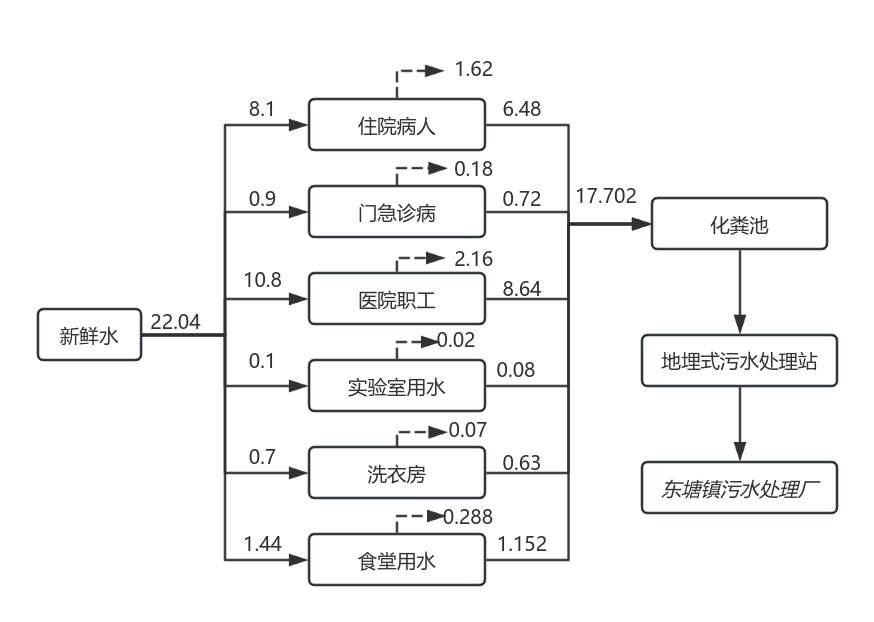 1.62
8.1
住院病人
6.48
0.18
0.9
门急诊病
0.72
17.702
化粪池
2.16
10.8
医院职工
8.64
新鲜水
22.04
0.02
0.1
实验室用水
0.08
地埋式污水处理站
0.07
0.7
洗衣房
0.63
东塘镇污水处理厂
0.288
1.44
食堂用水
1.152